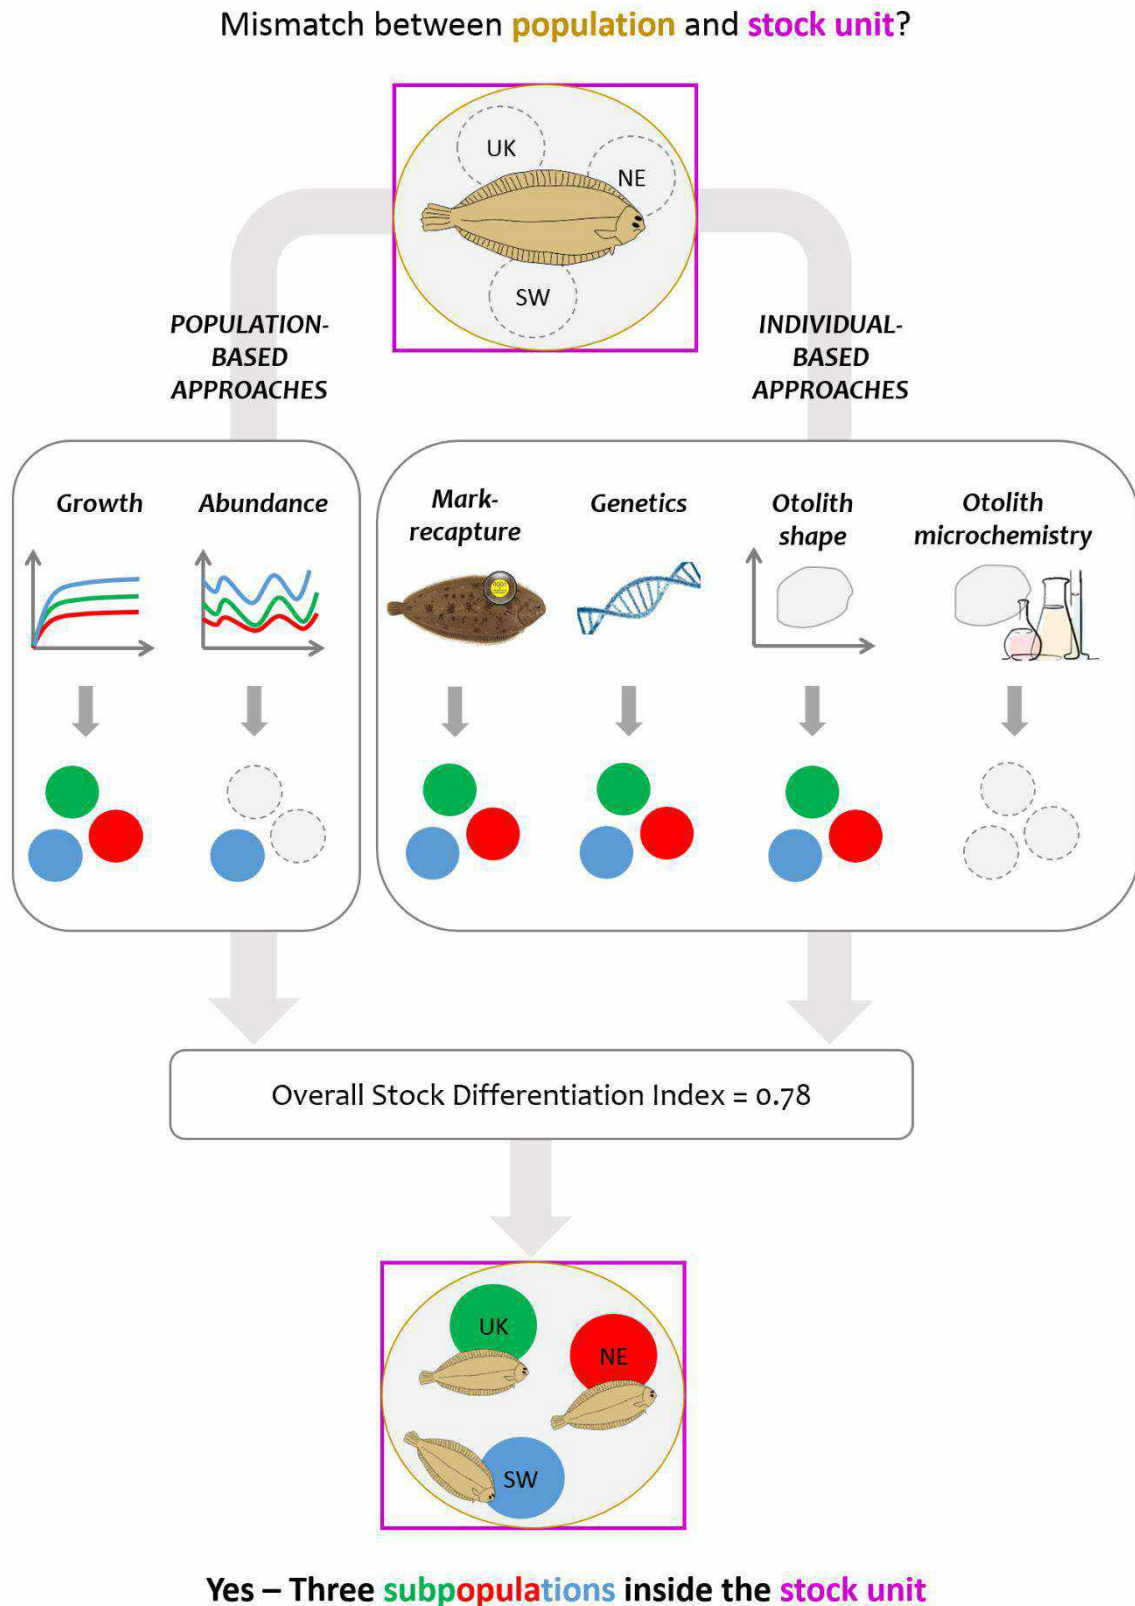 Mismatch between population and stock unit?
UK
NE
SW
POPULATION-
BASED
APPROACHES
INDIVIDUAL-
BASED
APPROACHES
Growth
Abundance
Mark-
recapture
Genetics
Otolith
shape
Otolith
microchemistry
Overall Stock Differentiation Index = 0.78
UK
NE
SW
Yes – Three subpopulations inside the stock unit